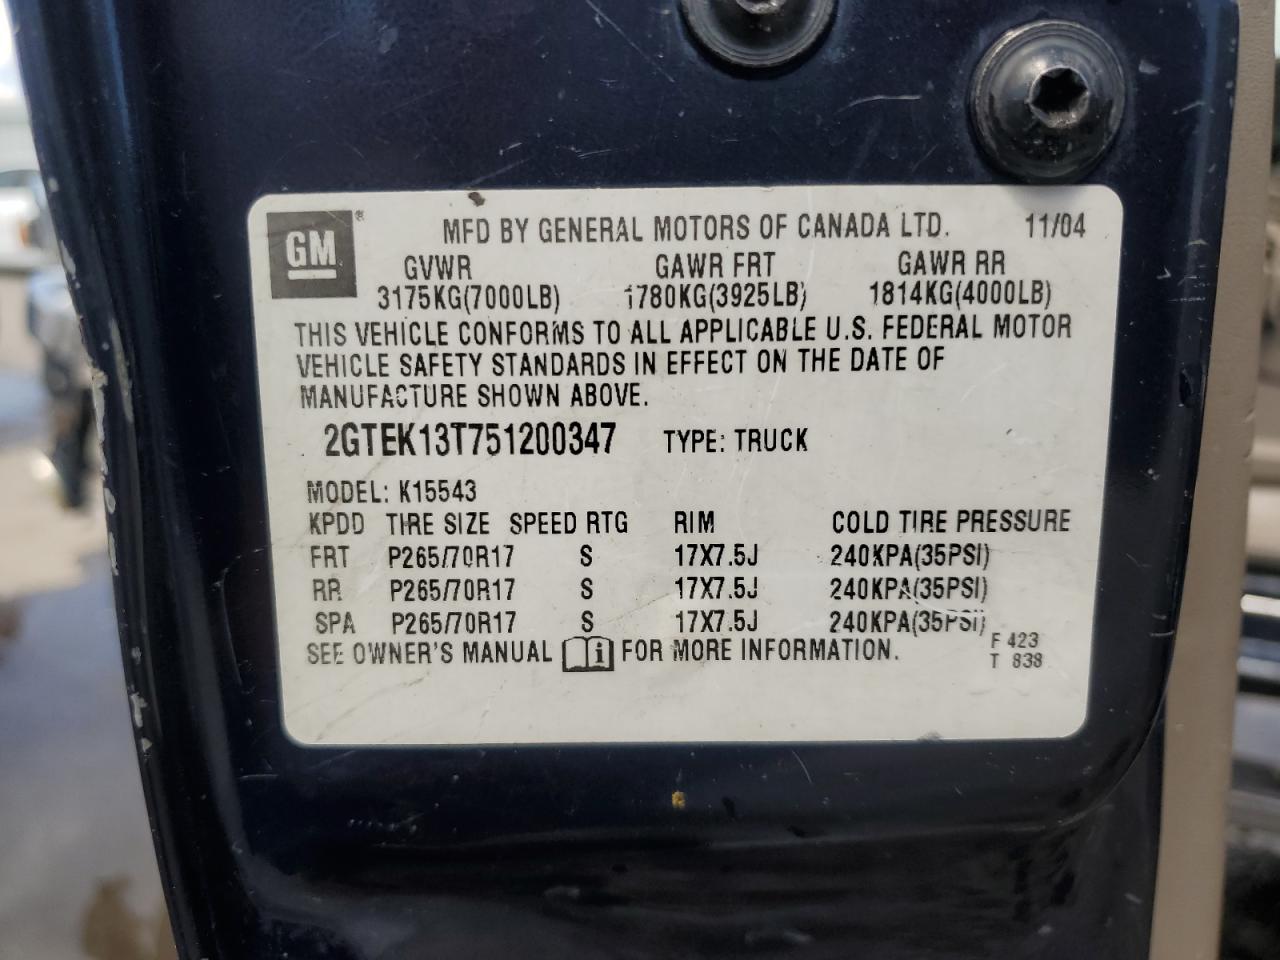 GM® MFD BY GENERAL MOTORS OF CANADA LTD. 11/04
GVWR GAWR FRT GAWR RR
3175KG(7000LB) 1780KG(3925LB) 1814KG(4000LB)
THIS VEHICLE CONFORMS TO ALL APPLICABLE U.S. FEDERAL MOTOR
VEHICLE SAFETY STANDARDS IN EFFECT ON THE DATE OF
MANUFACTURE SHOWN ABOVE.
2GTEK13T751200347 TYPE: TRUCK
MODEL: K15543
KPDD TIRE SIZE SPEED RTG RIM COLD TIRE PRESSURE
FRT P265/70R17 S 17X7.5J 240KPA(35PSI)
RR P265/70R17 S 17X7.5J 240KPA(35PSI)
SPA P265/70R17 S 17X7.5J 240KPA(35PSI)
SEE OWNER'S MANUAL i FOR MORE INFORMATION.
F 423
T 838